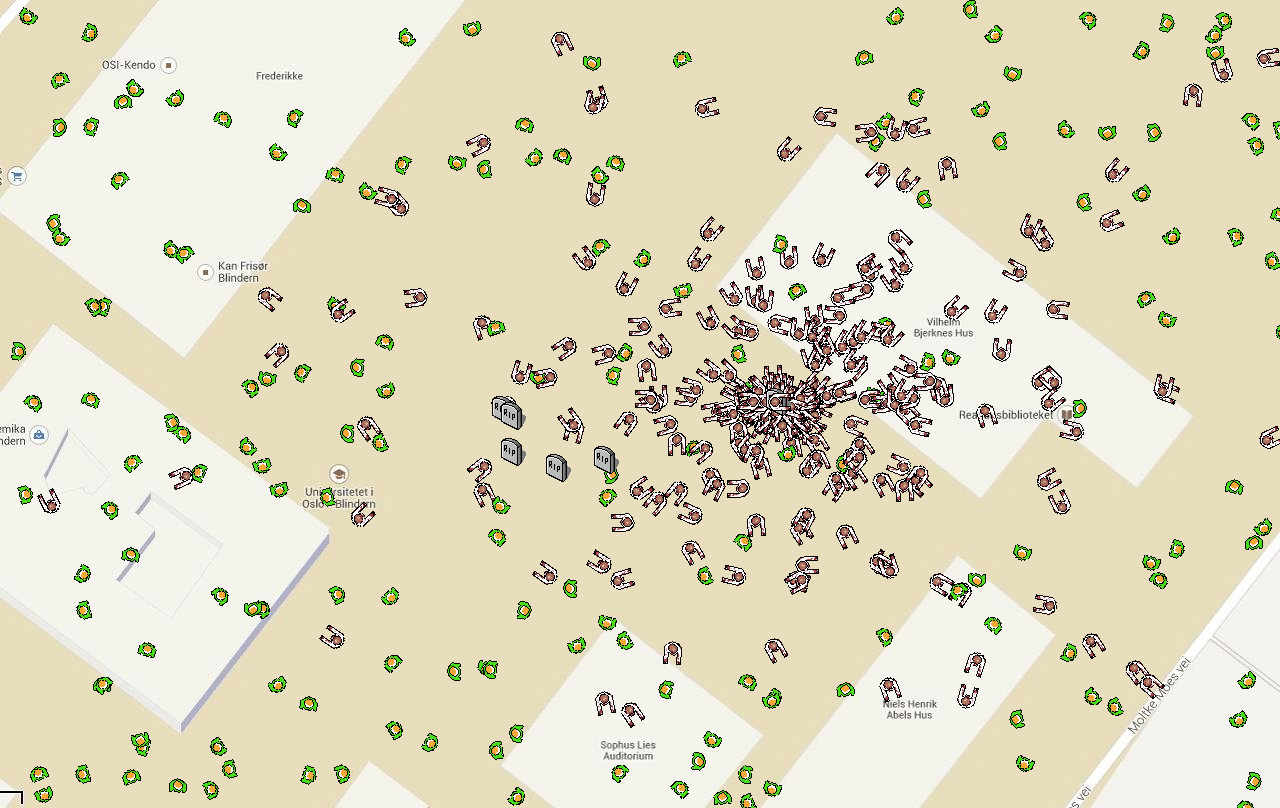 OSI-Kendo
Frederikke
Kan Frisør
Blindern
Vilhelm
Bjerknes Hus
Rip
Rip
Rip
Rip
Universitetet i
Oslo - Blindern
Niels Henrik
Abels Hus
Sophus Lies
Auditorium
Moltke Moes vei